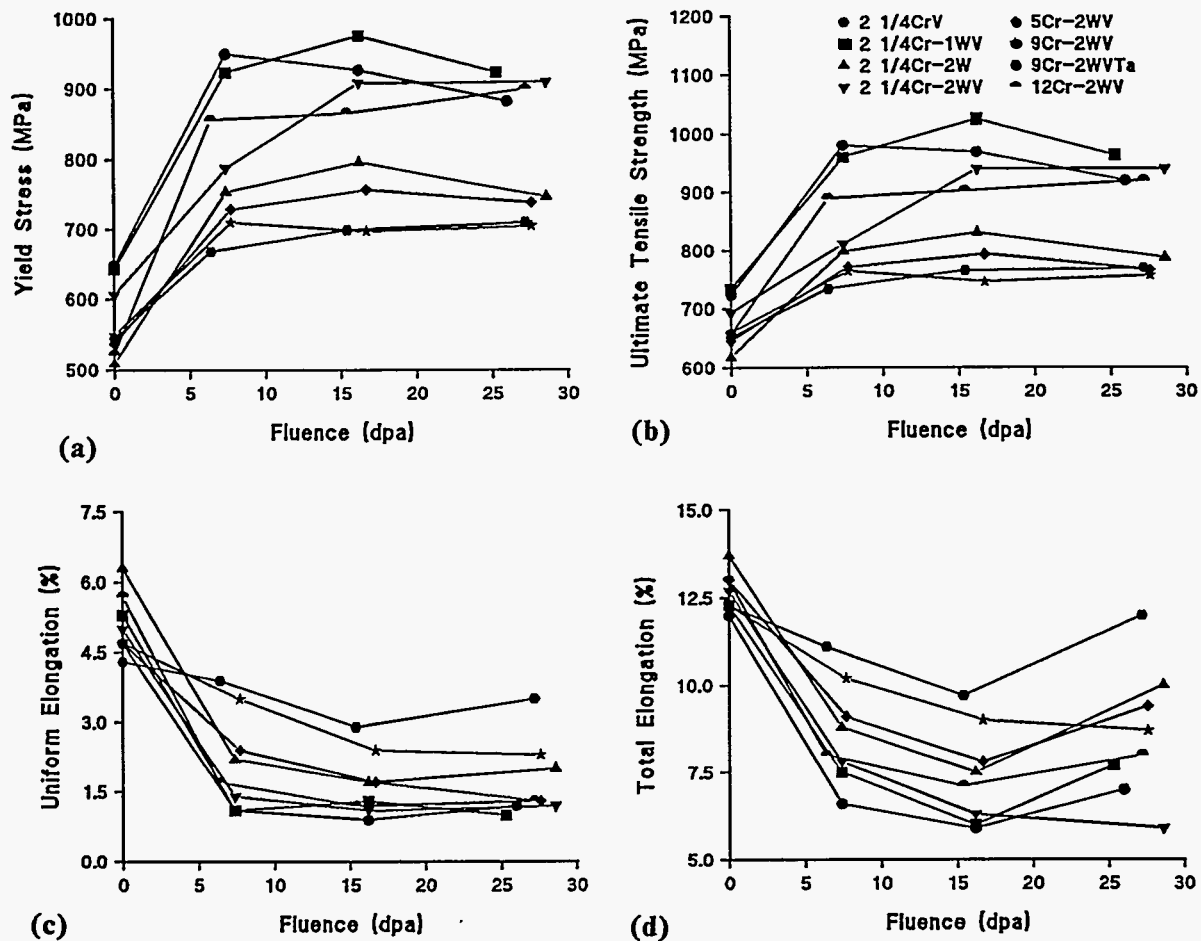 1000
900
800
700
600
500
Yield Stress (MPa)
0 5 10 15 20 25 30
Fluence (dpa)
(a)
1200
1100
1000
900
800
700
600
Ultimate Tensile Strength (MPa)
2 1/4CrV
2 1/4Cr-1WV
2 1/4Cr-2W
2 1/4Cr-2WV
5Cr-2WV
9Cr-2WV
9Cr-2WVTa
12Cr-2WV
0 5 10 15 20 25 30
Fluence (dpa)
(b)
7.5
6.0
4.5
3.0
1.5
0.0
Uniform Elongation (%)
0 5 10 15 20 25 30
Fluence (dpa)
(c)
15.0
12.5
10.0
7.5
5.0
Total Elongation (%)
0 5 10 15 20 25 30
Fluence (dpa)
(d)